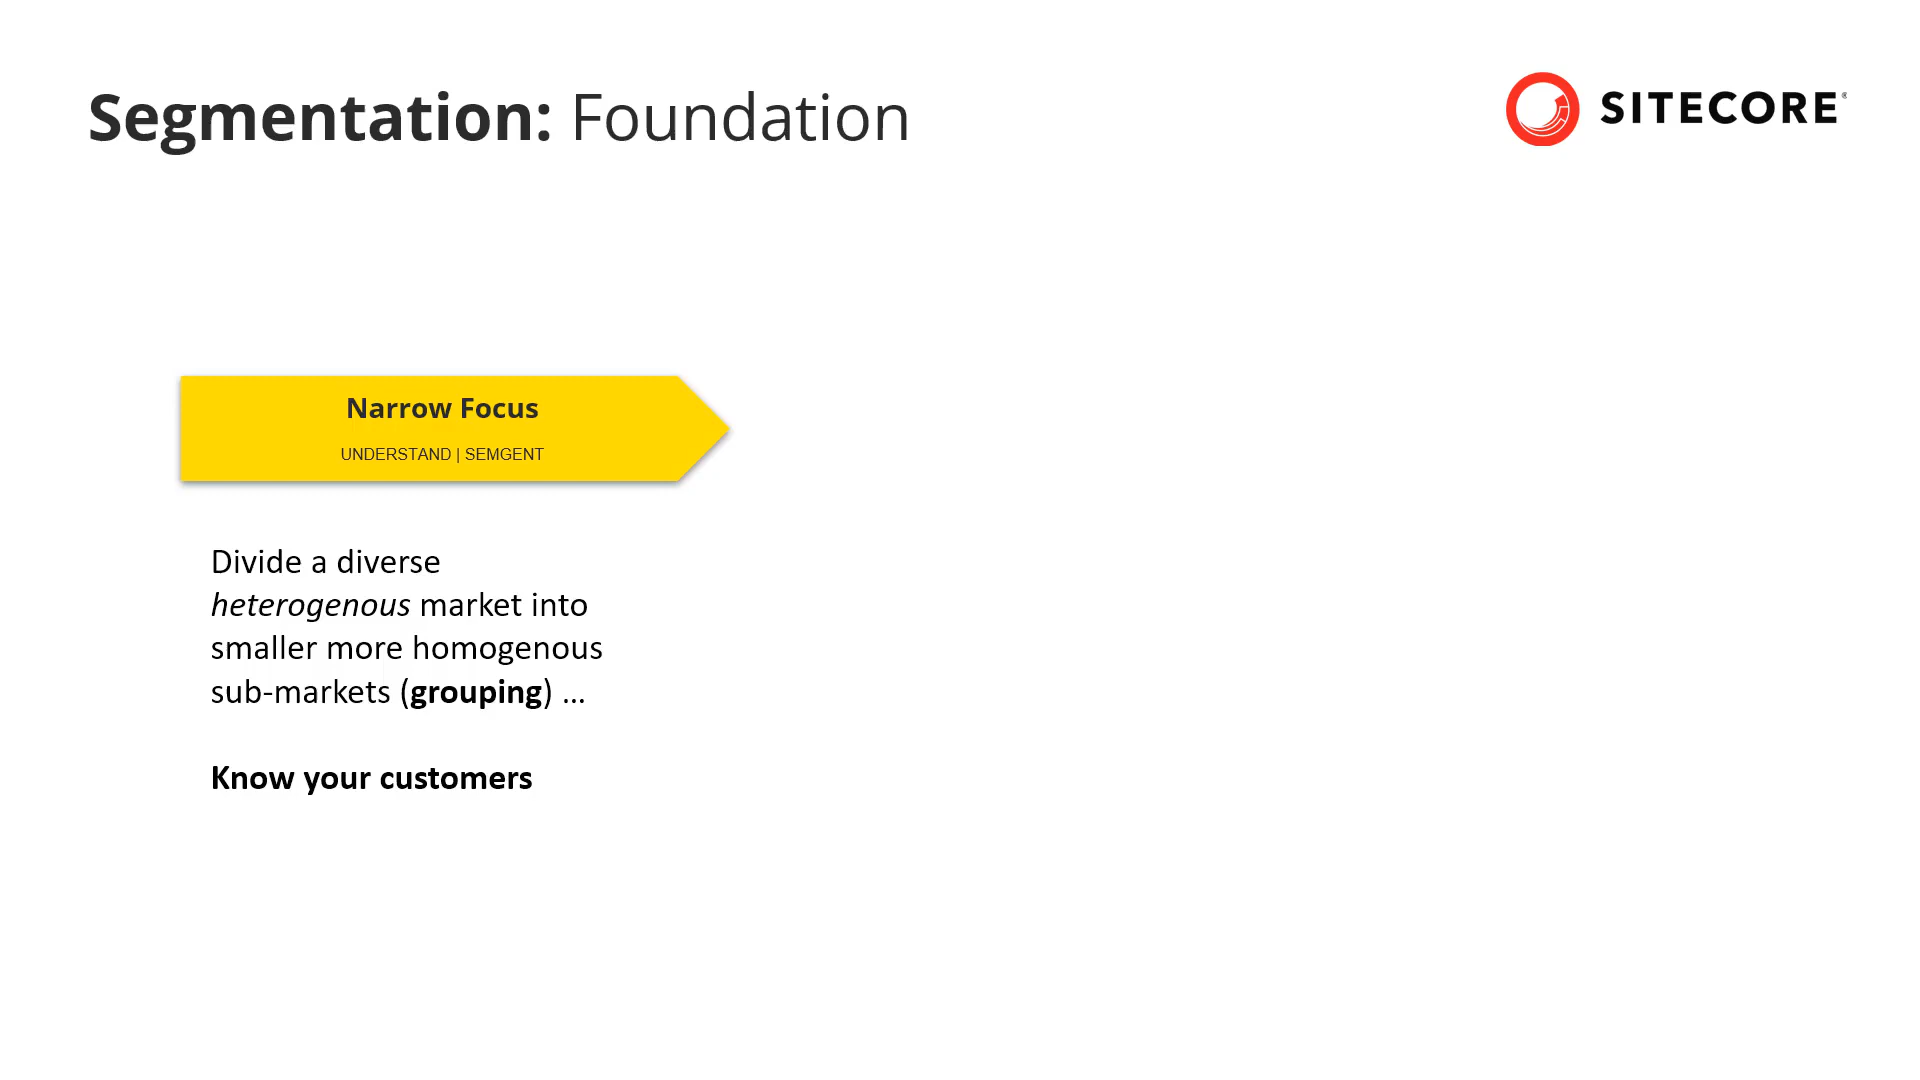 Segmentation: Foundation
SITECORE®
Narrow Focus
UNDERSTAND | SEMGENT
Divide a diverse
heterogenous market into
smaller more homogenous
sub-markets (grouping) ...
Know your customers